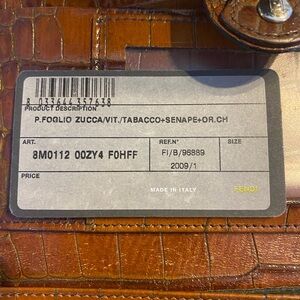 8 033644 357638
PRODUCT DESCRIPTION
P.FOGLIO ZUCCA/VIT./TABACCO+SENAPE+OR.CH
ART.
REF.N°
SIZE
8M0112 00ZY4 F0HFF
FI/B/96889
2009/1
PRICE
MADE IN ITALY
FENDI